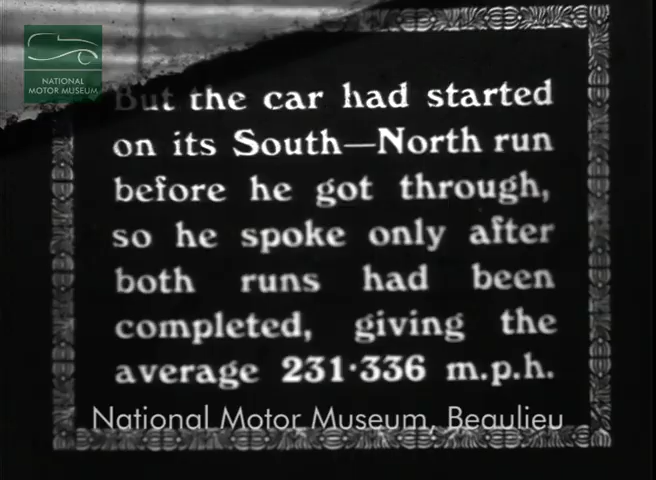 NATIONAL
MOTOR MUSEUM
But the car had started
on its South—North run
before he got through,
so he spoke only after
both runs had been
completed, giving the
average 231·336 m.p.h.
National Motor Museum, Beaulieu